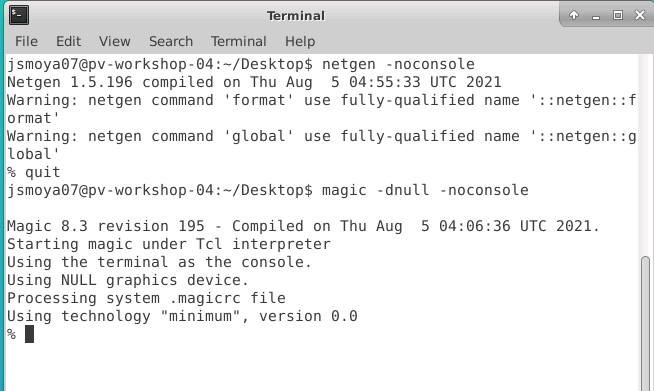 Terminal
File Edit View Search Terminal Help
jsmoya07@pv-workshop-04:~/Desktop$ netgen -noconsole
Netgen 1.5.196 compiled on Thu Aug  5 04:55:33 UTC 2021
Warning: netgen command 'format' use fully-qualified name '::netgen::f
ormat'
Warning: netgen command 'global' use fully-qualified name '::netgen::g
lobal'
% quit
jsmoya07@pv-workshop-04:~/Desktop$ magic -dnull -noconsole
Magic 8.3 revision 195 - Compiled on Thu Aug  5 04:06:36 UTC 2021.
Starting magic under Tcl interpreter
Using the terminal as the console.
Using NULL graphics device.
Processing system .magicrc file
Using technology "minimum", version 0.0
%